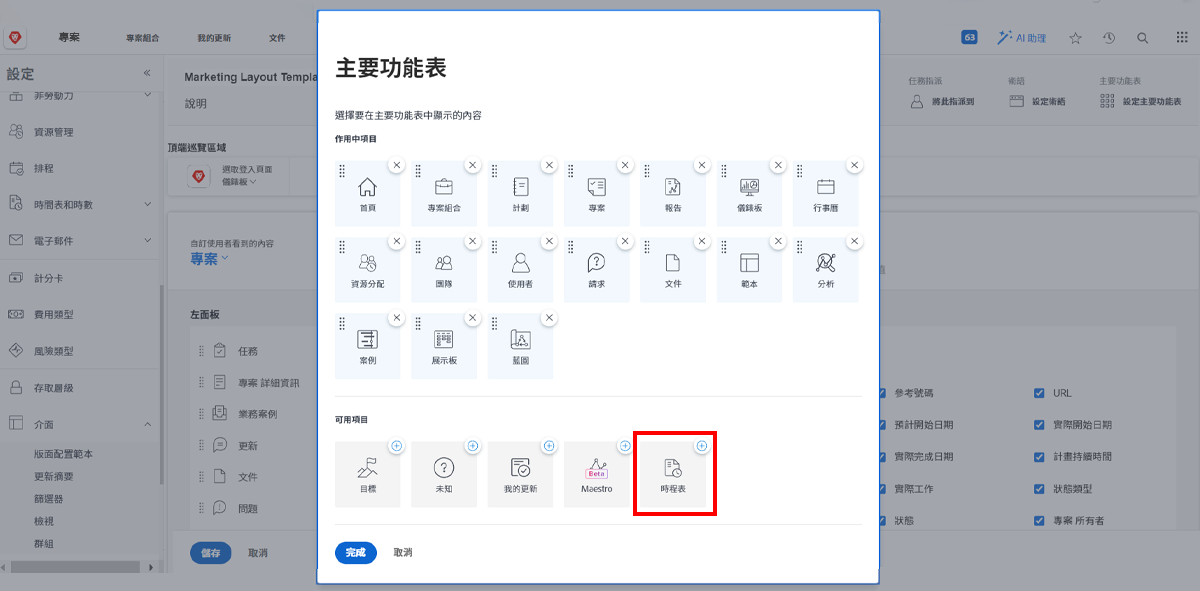 專案
專案組合
我的更新
文件
63
AI 助理
設定
非勞動力
資源管理
排程
時間表和時數
電子郵件
計分卡
費用類型
風險類型
存取層級
介面
版面配置範本
更新摘要
篩選器
檢視
群組
Marketing Layout Templa
說明
任務指派
將此指派到
術語
設定術語
主要功能表
設定主要功能表
頂端巡覽區域
選取登入頁面
儀錶板
自訂使用者看到的內容
專案
左面板
任務
專案 詳細資訊
業務案例
更新
文件
問題
儲存
取消
主要功能表
選擇要在主要功能表中顯示的內容
作用中項目
首頁
專案組合
計劃
專案
報告
儀錶板
行事曆
資源分配
團隊
使用者
請求
文件
範本
分析
案例
展示板
藍圖
可用項目
目標
未知
我的更新
Beta
Maestro
時程表
完成
取消
參考號碼
URL
預計開始日期
實際開始日期
實際完成日期
計畫持續時間
實際工作
狀態類型
狀態
專案 所有者